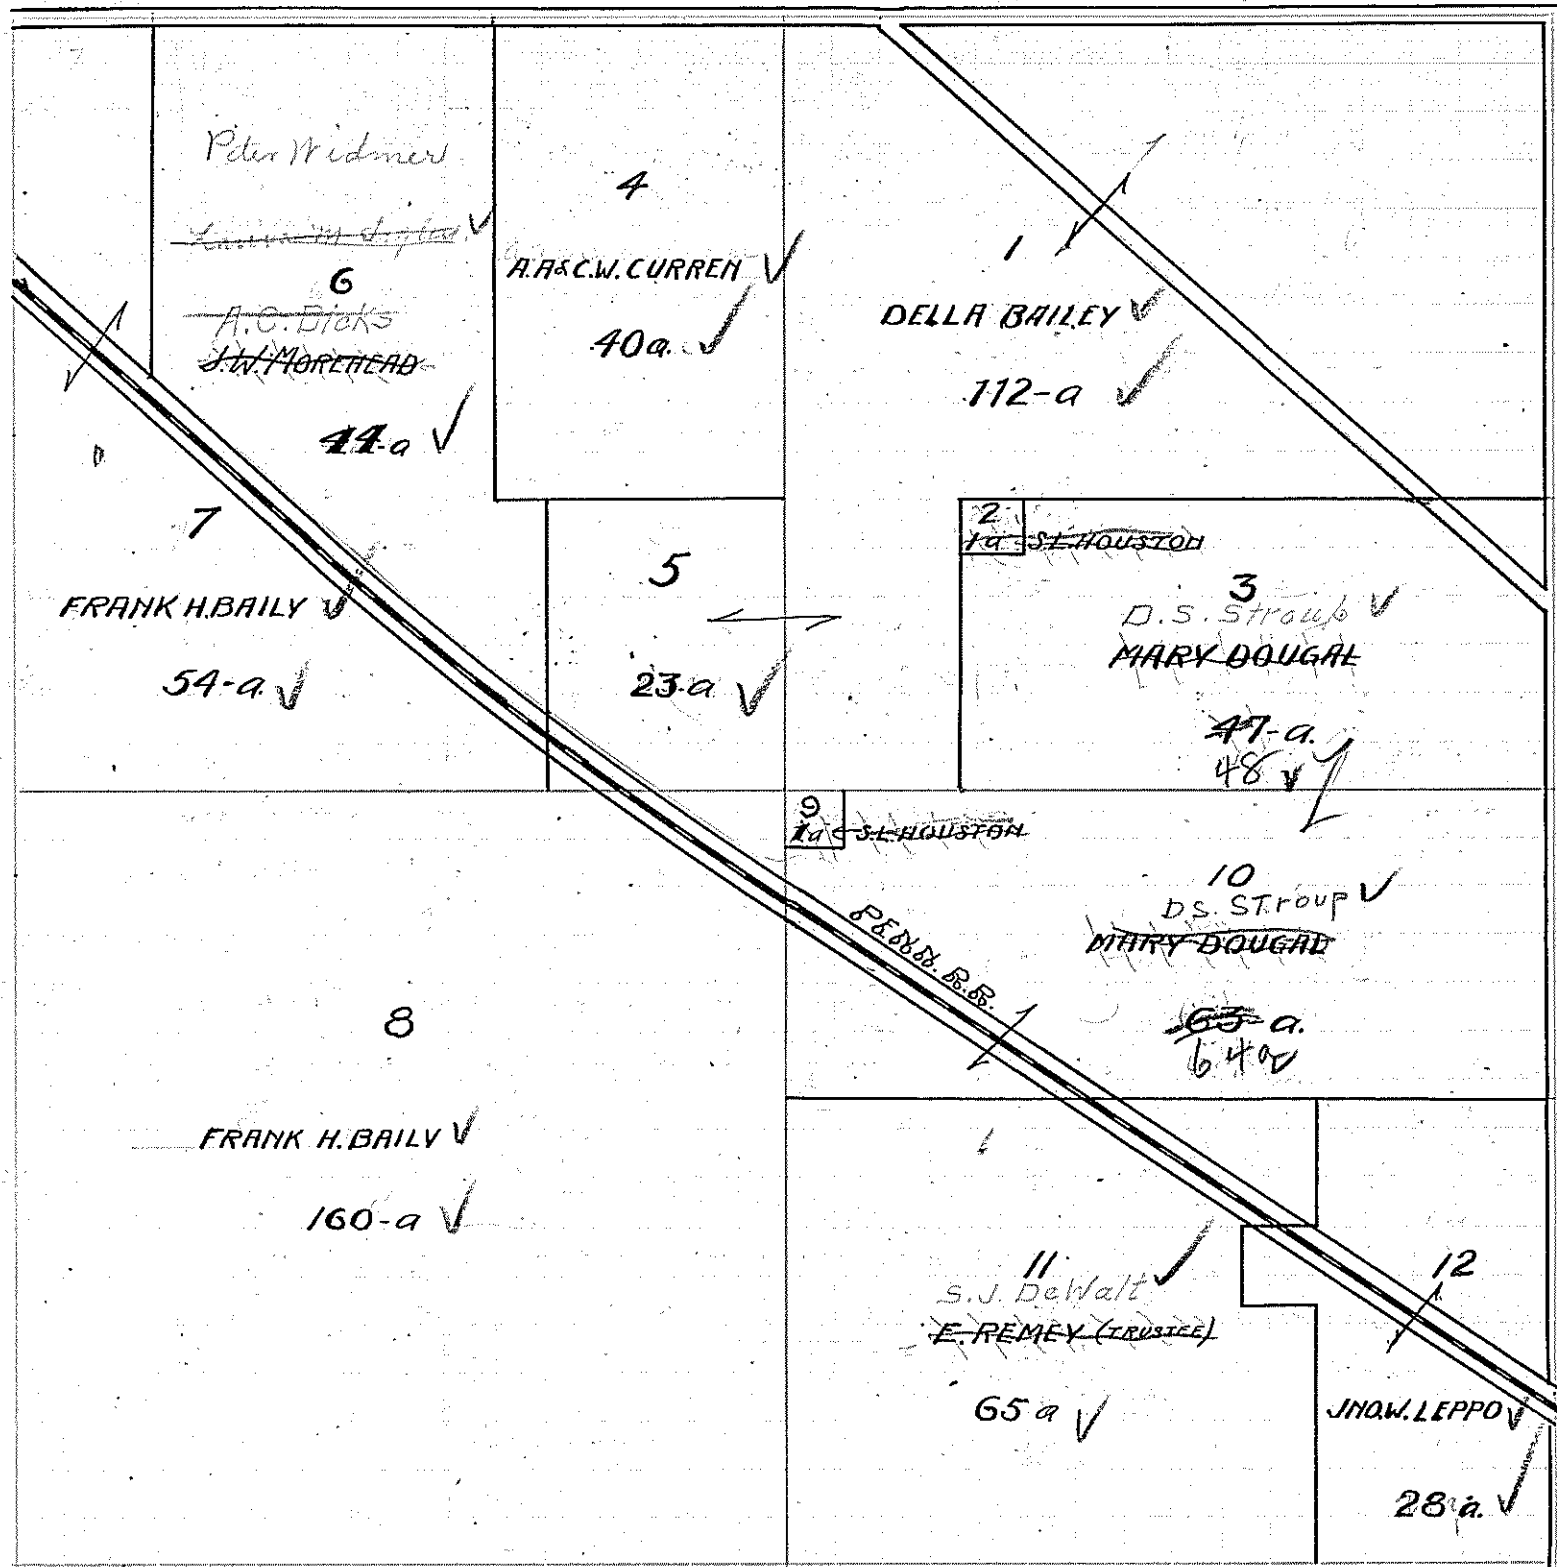 Peter Widmer
6
A.C. Dicks
J.W. MOREHEAD
44-a
4
A.A & C.W. CURREN
40a.
1
DELLA BAILEY
112-a
7
FRANK H. BAILY
54-a
5
23-a
2
1a S.L. HOUSTON
3
D.S. Stroup
MARY DOUGAL
47-a.
48
9
1a S.L. HOUSTON
10
D.S. STroup
MARY DOUGAL
63-a.
64a
PENN. R.R.
8
FRANK H. BAILY
160-a
11
S.J. DeWalt
E. REMEY (TRUSTEE)
65 a
12
JNO.W. LEPPO
28 a.